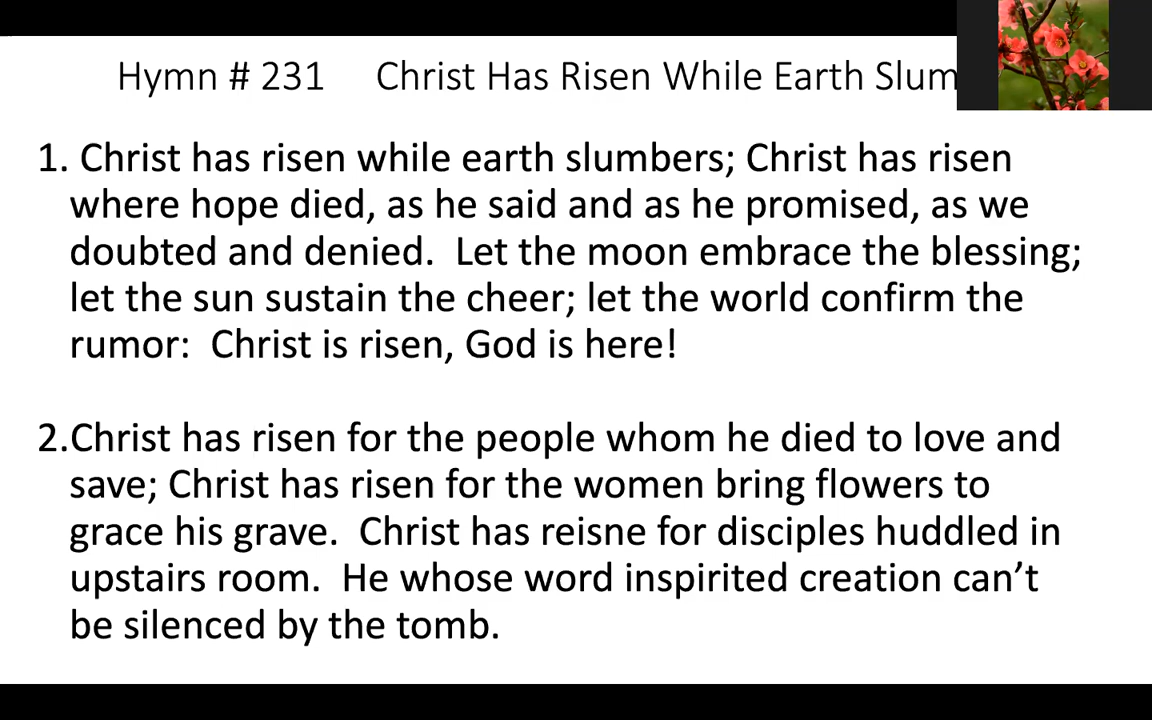 Hymn # 231 Christ Has Risen While Earth Slum
1. Christ has risen while earth slumbers; Christ has risen
where hope died, as he said and as he promised, as we
doubted and denied. Let the moon embrace the blessing;
let the sun sustain the cheer; let the world confirm the
rumor: Christ is risen, God is here!
2.Christ has risen for the people whom he died to love and
save; Christ has risen for the women bring flowers to
grace his grave. Christ has reisne for disciples huddled in
upstairs room. He whose word inspirited creation can’t
be silenced by the tomb.